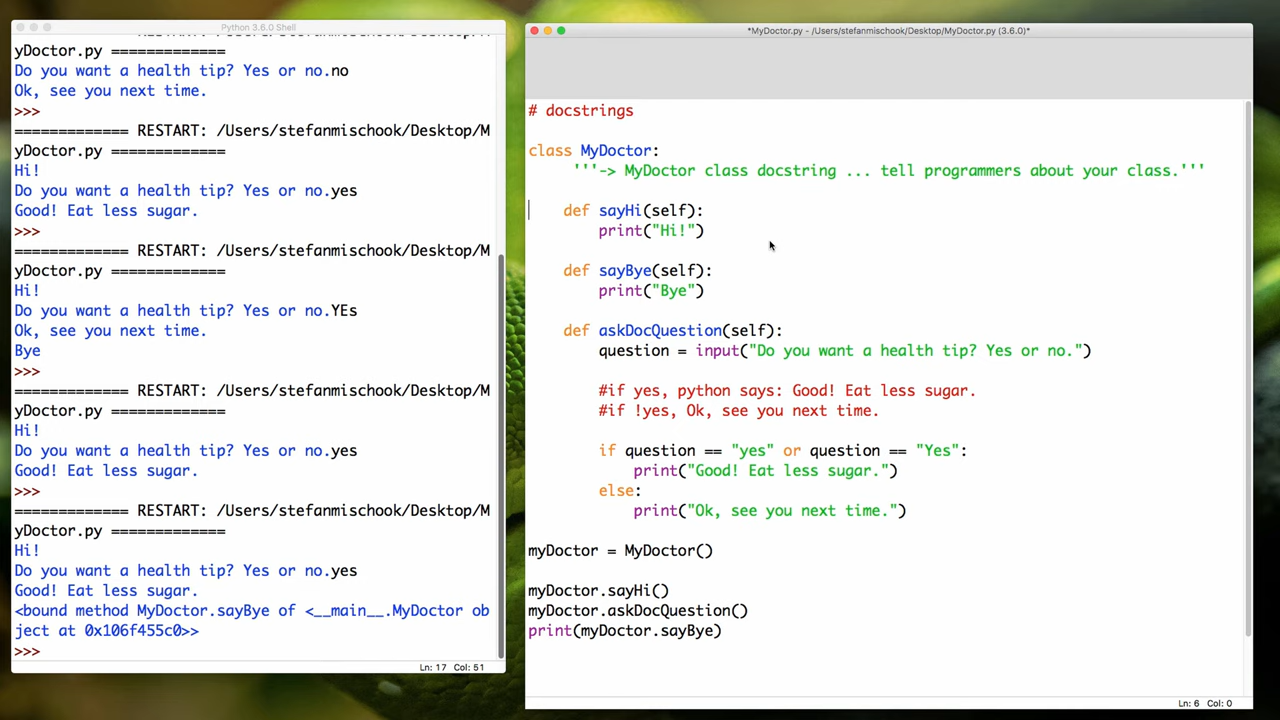 Python 3.6.0 Shell
yDoctor.py =============
Do you want a health tip? Yes or no.no
Ok, see you next time.
>>>
============= RESTART: /Users/stefanmischook/Desktop/M
yDoctor.py =============
Hi!
Do you want a health tip? Yes or no.yes
Good! Eat less sugar.
>>>
============= RESTART: /Users/stefanmischook/Desktop/M
yDoctor.py =============
Hi!
Do you want a health tip? Yes or no.YEs
Ok, see you next time.
Bye
>>>
============= RESTART: /Users/stefanmischook/Desktop/M
yDoctor.py =============
Hi!
Do you want a health tip? Yes or no.yes
Good! Eat less sugar.
>>>
============= RESTART: /Users/stefanmischook/Desktop/M
yDoctor.py =============
Hi!
Do you want a health tip? Yes or no.yes
Good! Eat less sugar.
<bound method MyDoctor.sayBye of <__main__.MyDoctor ob
ject at 0x106f455c0>>
>>>
Ln: 17 Col: 51
*MyDoctor.py - /Users/stefanmischook/Desktop/MyDoctor.py (3.6.0)*
# docstrings
class MyDoctor:
'''-> MyDoctor class docstring ... tell programmers about your class.'''
def sayHi(self):
print("Hi!")
def sayBye(self):
print("Bye")
def askDocQuestion(self):
question = input("Do you want a health tip? Yes or no.")
#if yes, python says: Good! Eat less sugar.
#if !yes, Ok, see you next time.
if question == "yes" or question == "Yes":
print("Good! Eat less sugar.")
else:
print("Ok, see you next time.")
myDoctor = MyDoctor()
myDoctor.sayHi()
myDoctor.askDocQuestion()
print(myDoctor.sayBye)
Ln: 6 Col: 0